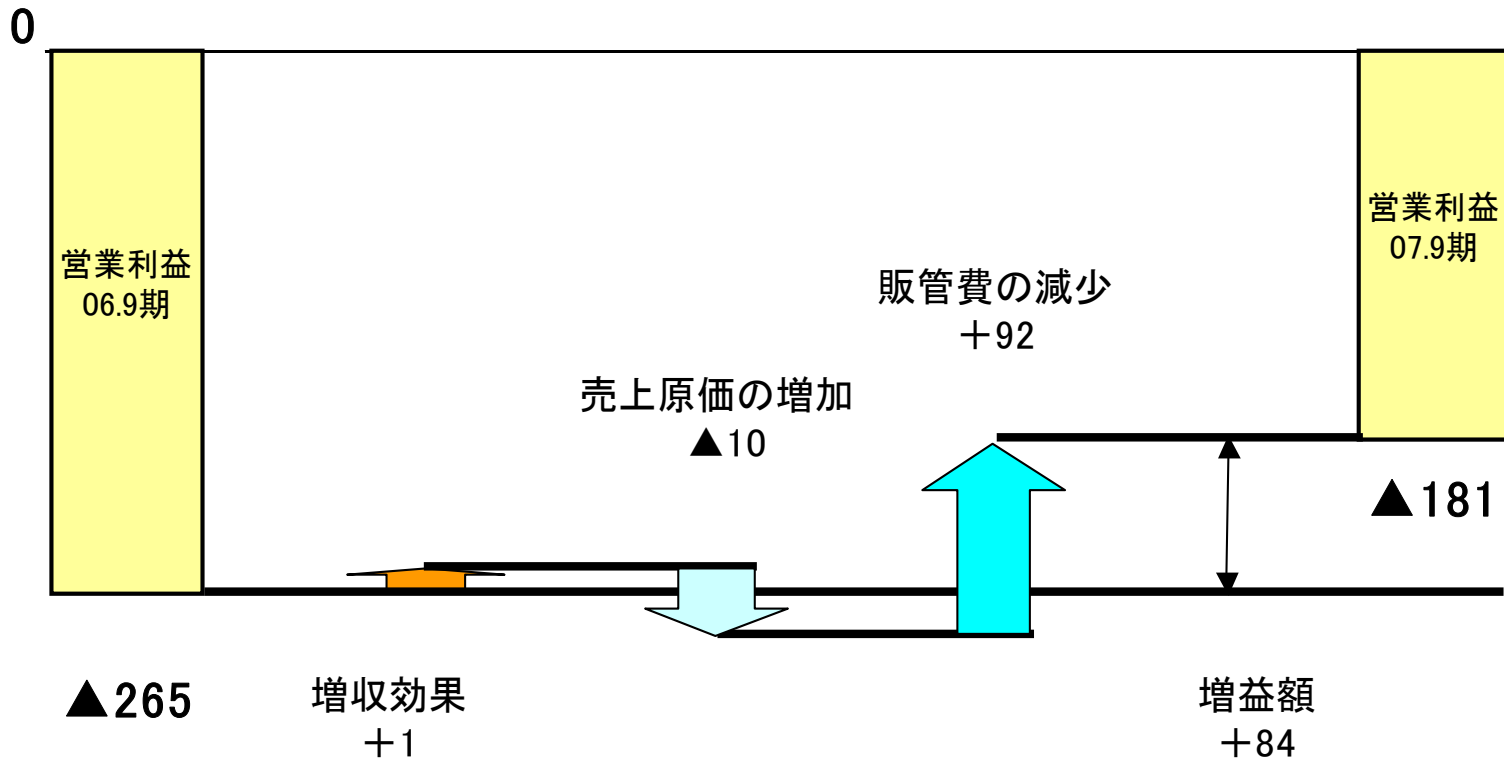 0
営業利益
06.9期
▲265
増収効果
＋1
売上原価の増加
▲10
販管費の減少
＋92
増益額
＋84
営業利益
07.9期
▲181